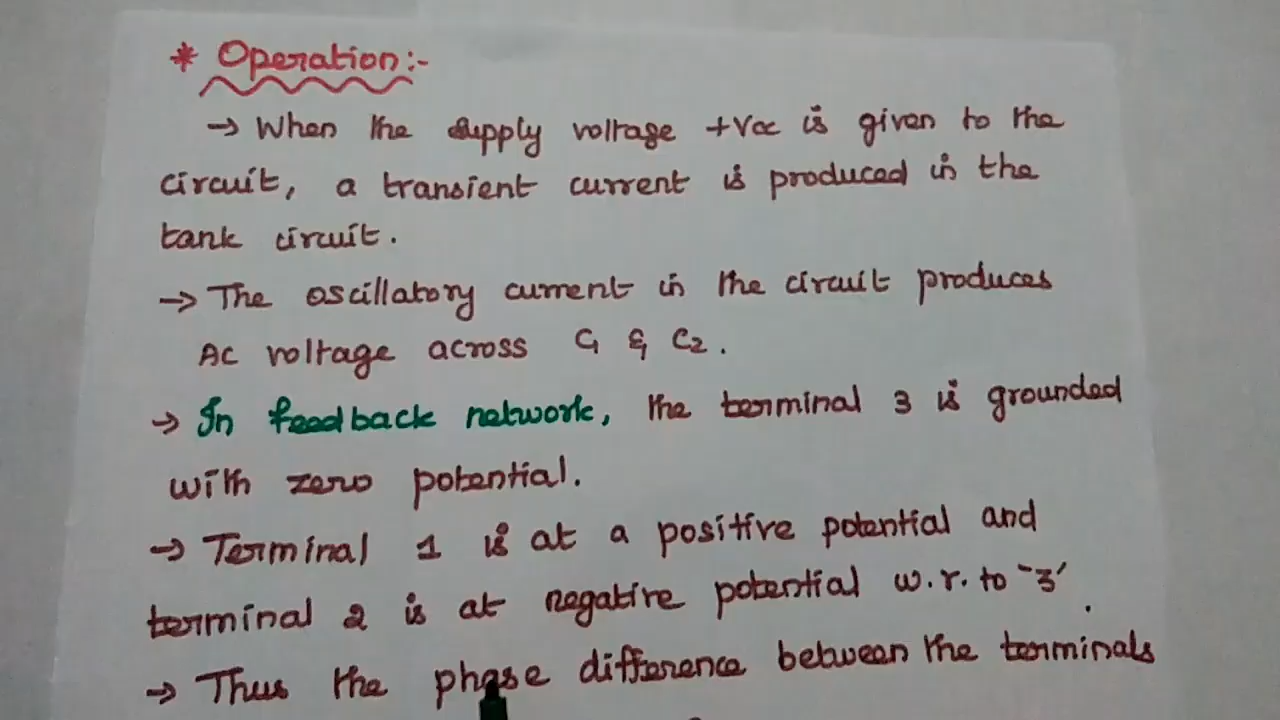 * Operation:-
→ When the supply voltage +Vcc is given to the
circuit, a transient current is produced in the
tank circuit.
→ The oscillatory current in the circuit produces
AC voltage across C1 & C2.
→ In feedback network, the terminal 3 is grounded
with zero potential.
→ Terminal 1 is at a positive potential and
terminal 2 is at negative potential w.r.to "3".
→ Thus the phase difference between the terminals